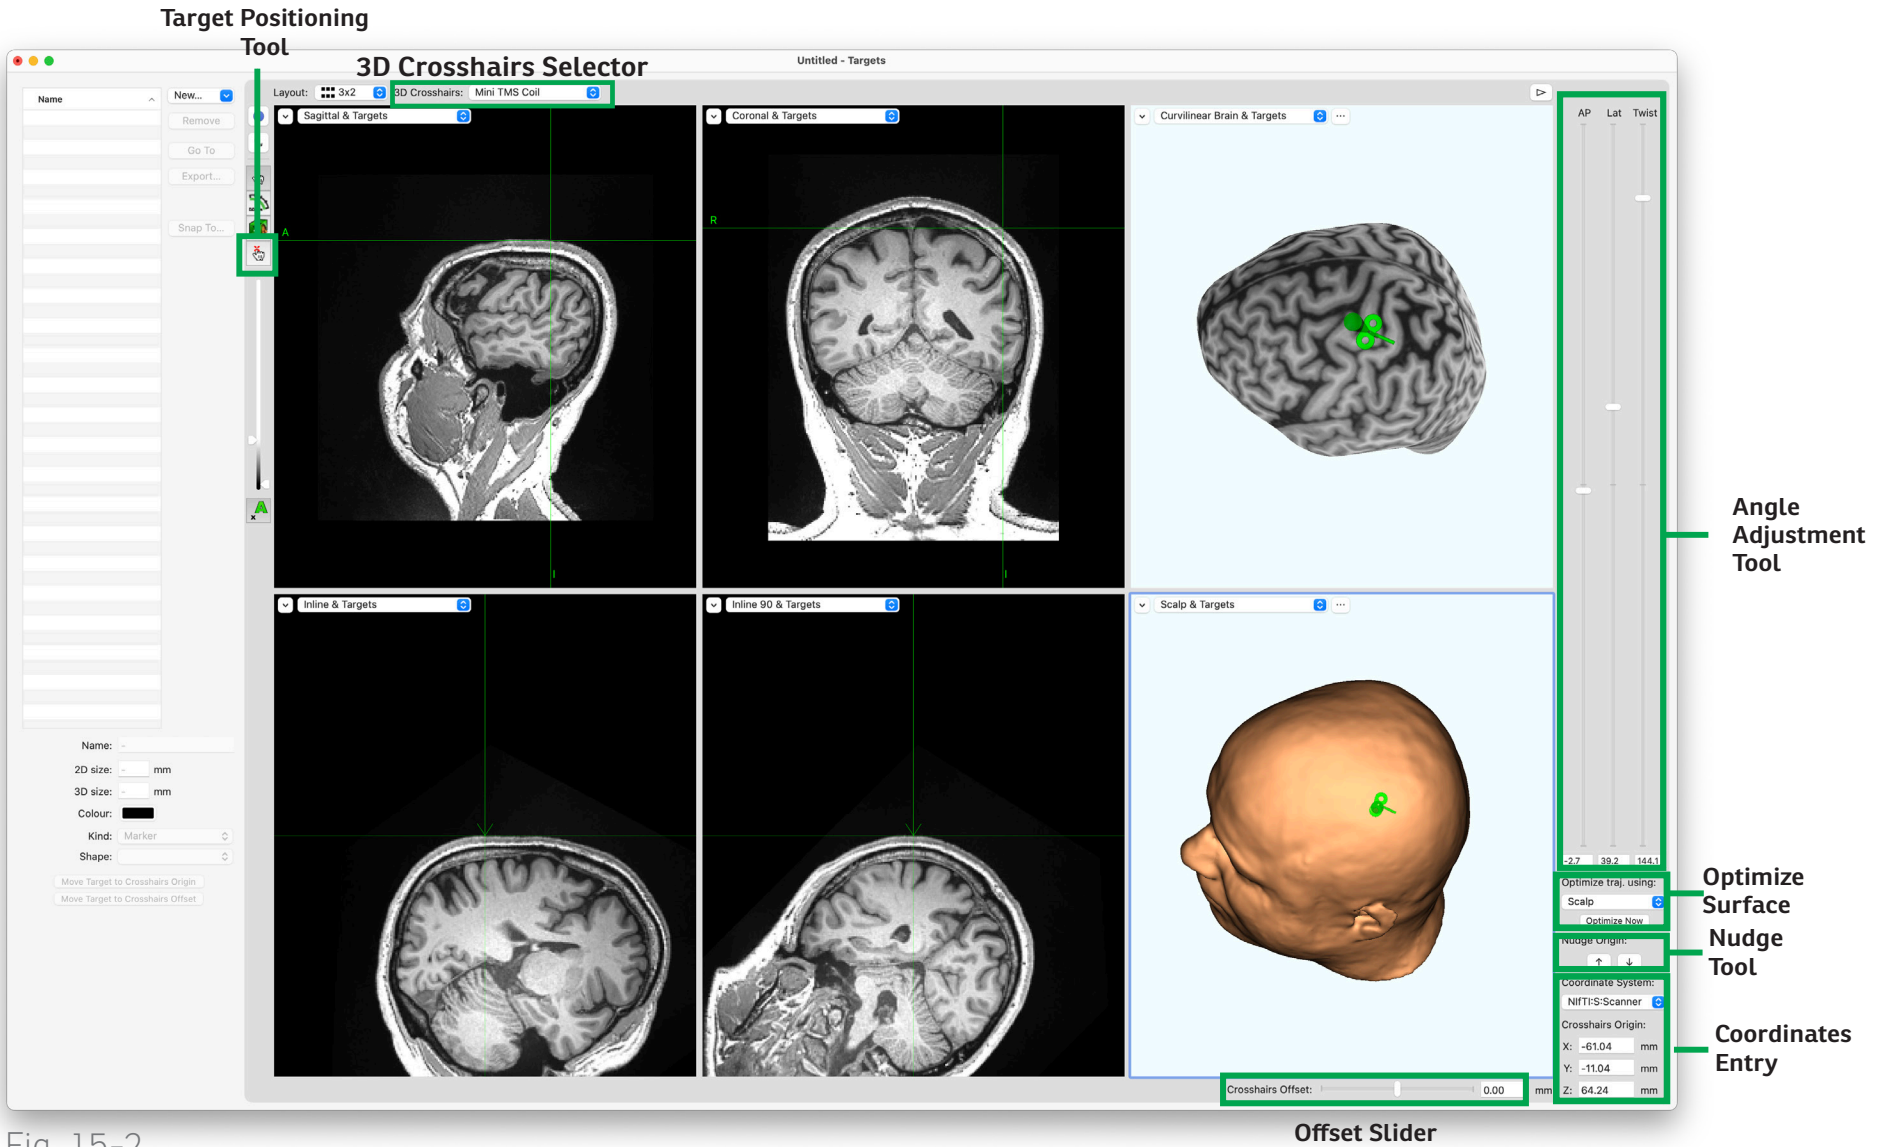 Target Positioning
Tool
3D Crosshairs Selector
Untitled - Targets
Name
New...
Remove
Go To
Export...
Snap To...
Layout: 3x2
3D Crosshairs: Mini TMS Coil
Sagittal & Targets
A
I
Coronal & Targets
R
I
Curvilinear Brain & Targets
Inline & Targets
Inline 90 & Targets
Scalp & Targets
A
x
AP Lat Twist
-2.7 39.2 144.1
Angle
Adjustment
Tool
Optimize traj. using:
Scalp
Optimize Now
Optimize
Surface
Nudge Origin:
↑ ↓
Nudge
Tool
Coordinate System:
NIfTI:S:Scanner
Crosshairs Origin:
X: -61.04 mm
Y: -11.04 mm
Z: 64.24 mm
Coordinates
Entry
Name: -
2D size: - mm
3D size: - mm
Colour:
Kind: Marker
Shape:
Move Target to Crosshairs Origin
Move Target to Crosshairs Offset
Crosshairs Offset: 0.00 mm
Offset Slider
Fig. 15-2